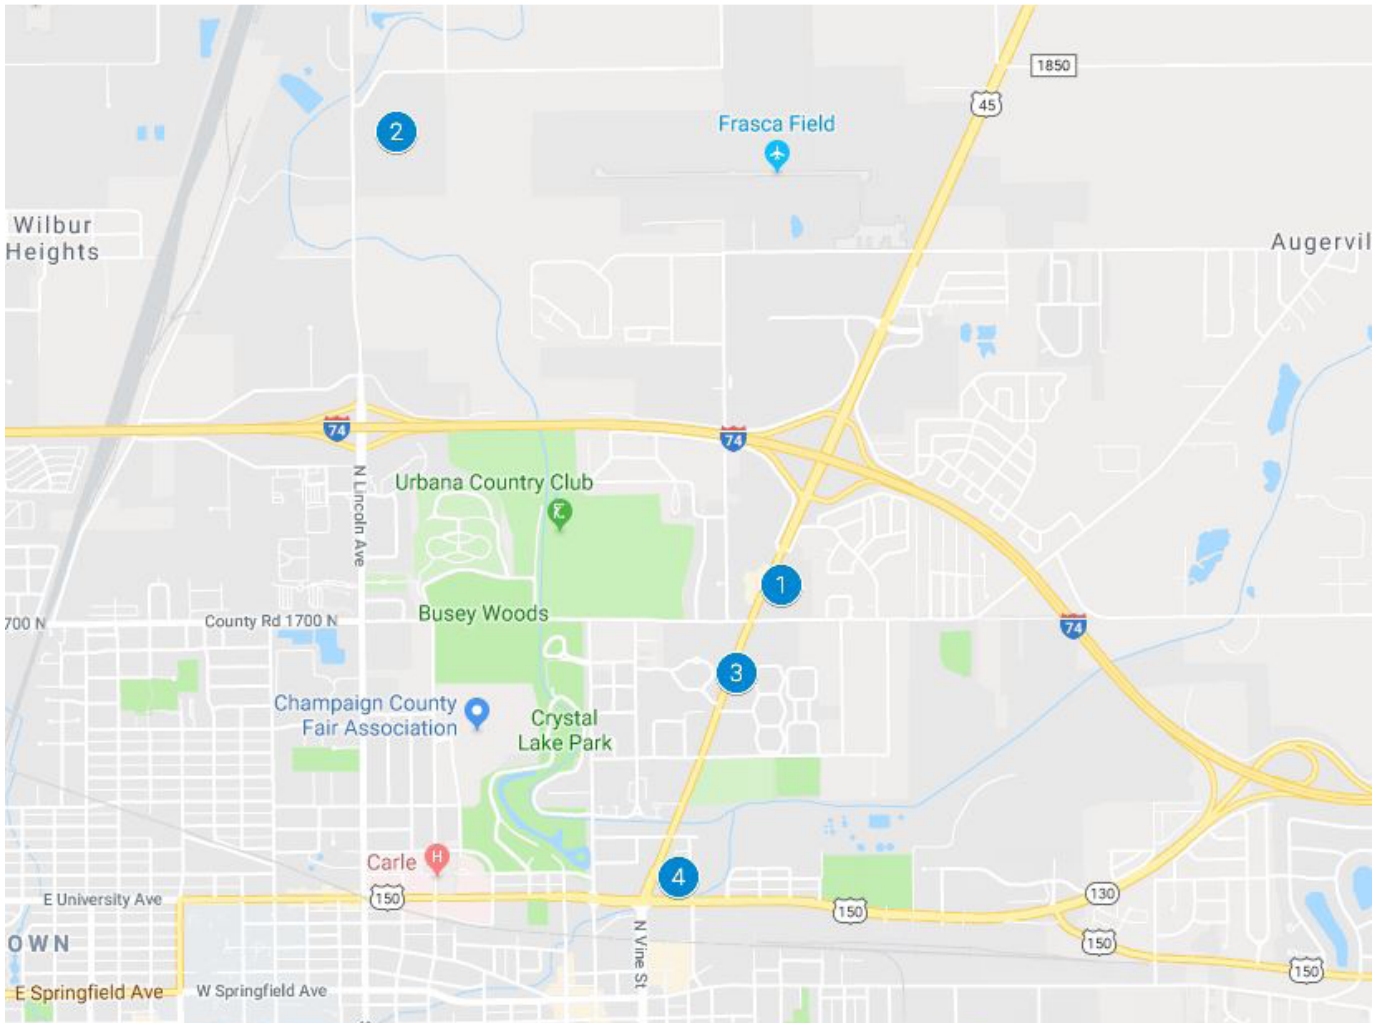 1850
45
2
Frasca Field
Wilbur
Heights
Augervil
74
74
Urbana Country Club
N Lincoln Ave
1
Busey Woods
700 N
County Rd 1700 N
74
3
Champaign County
Fair Association
Crystal
Lake Park
Carle
H
4
E University Ave
150
150
130
150
OWN
N Vine St
150
E Springfield Ave
W Springfield Ave